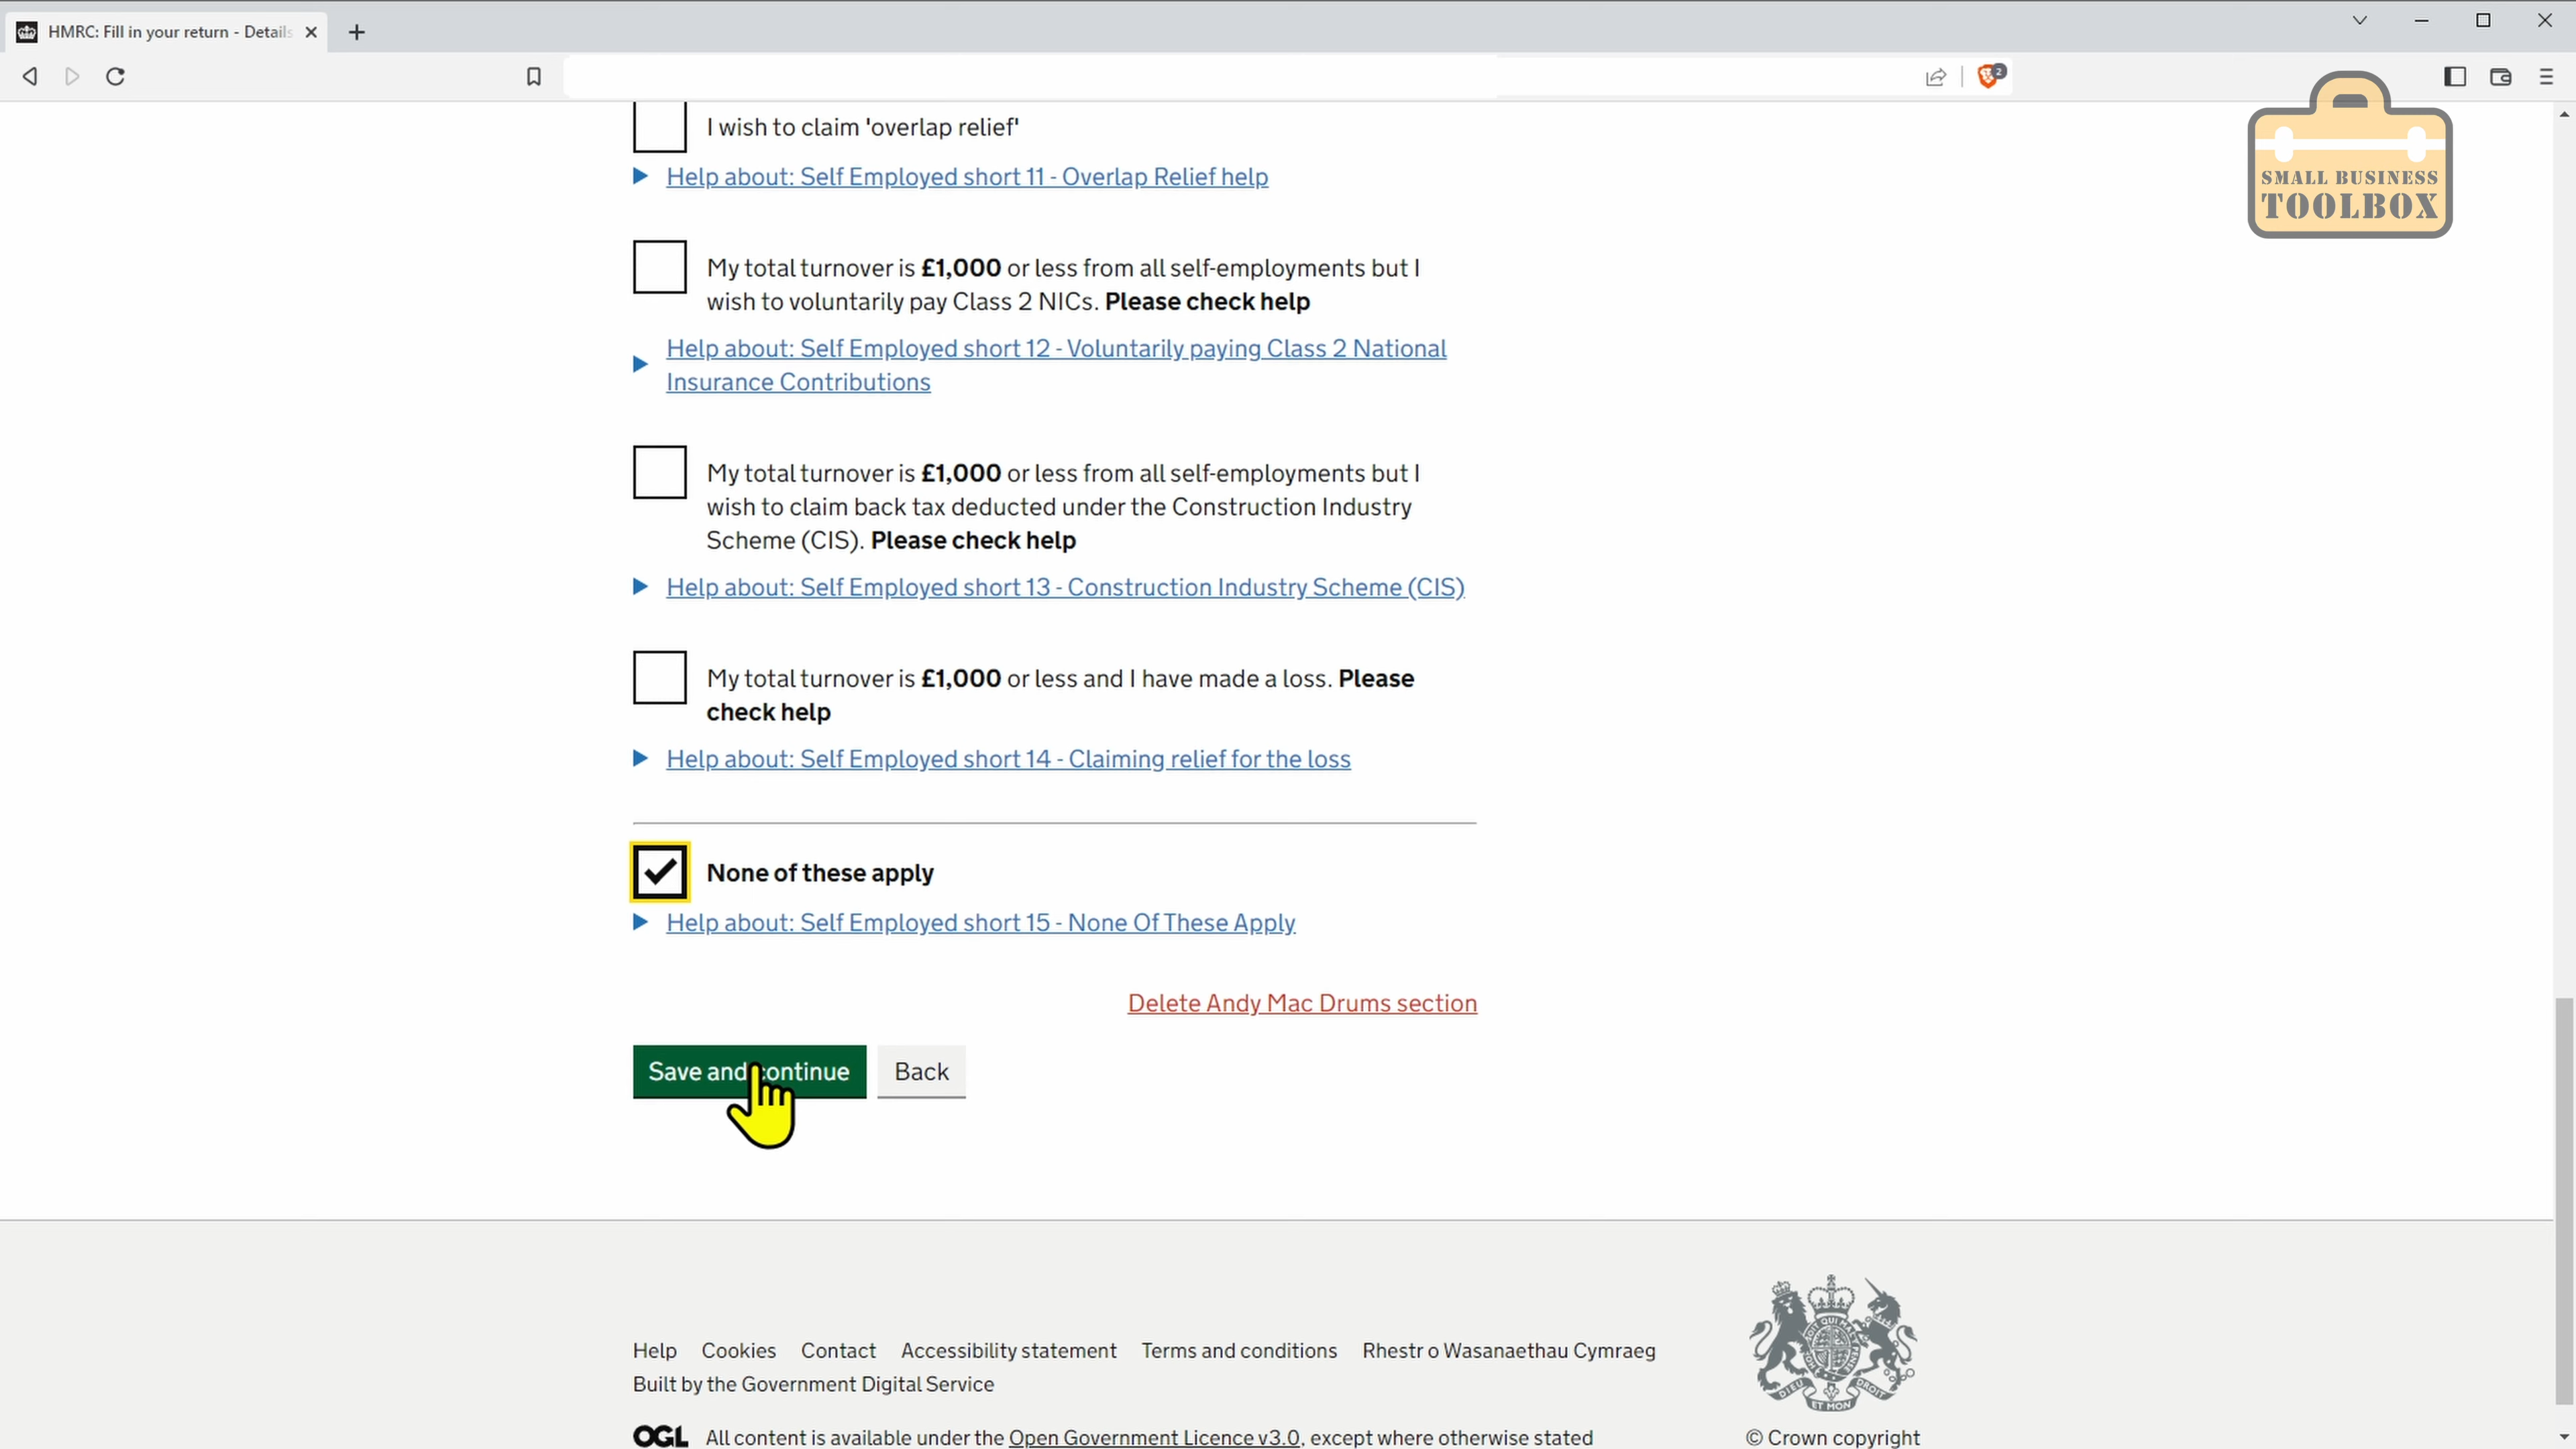 HMRC: Fill in your return - Details
2
SMALL BUSINESS
TOOLBOX
I wish to claim 'overlap relief'
Help about: Self Employed short 11 - Overlap Relief help
My total turnover is £1,000 or less from all self-employments but I
wish to voluntarily pay Class 2 NICs. Please check help
Help about: Self Employed short 12 - Voluntarily paying Class 2 National
Insurance Contributions
My total turnover is £1,000 or less from all self-employments but I
wish to claim back tax deducted under the Construction Industry
Scheme (CIS). Please check help
Help about: Self Employed short 13 - Construction Industry Scheme (CIS)
My total turnover is £1,000 or less and I have made a loss. Please
check help
Help about: Self Employed short 14 - Claiming relief for the loss
None of these apply
Help about: Self Employed short 15 - None Of These Apply
Delete Andy Mac Drums section
Save and continue Back
Help Cookies Contact Accessibility statement Terms and conditions Rhestr o Wasanaethau Cymraeg
Built by the Government Digital Service
DIEU ET MON DROIT
OGL All content is available under the Open Government Licence v3.0, except where otherwise stated
© Crown copyright